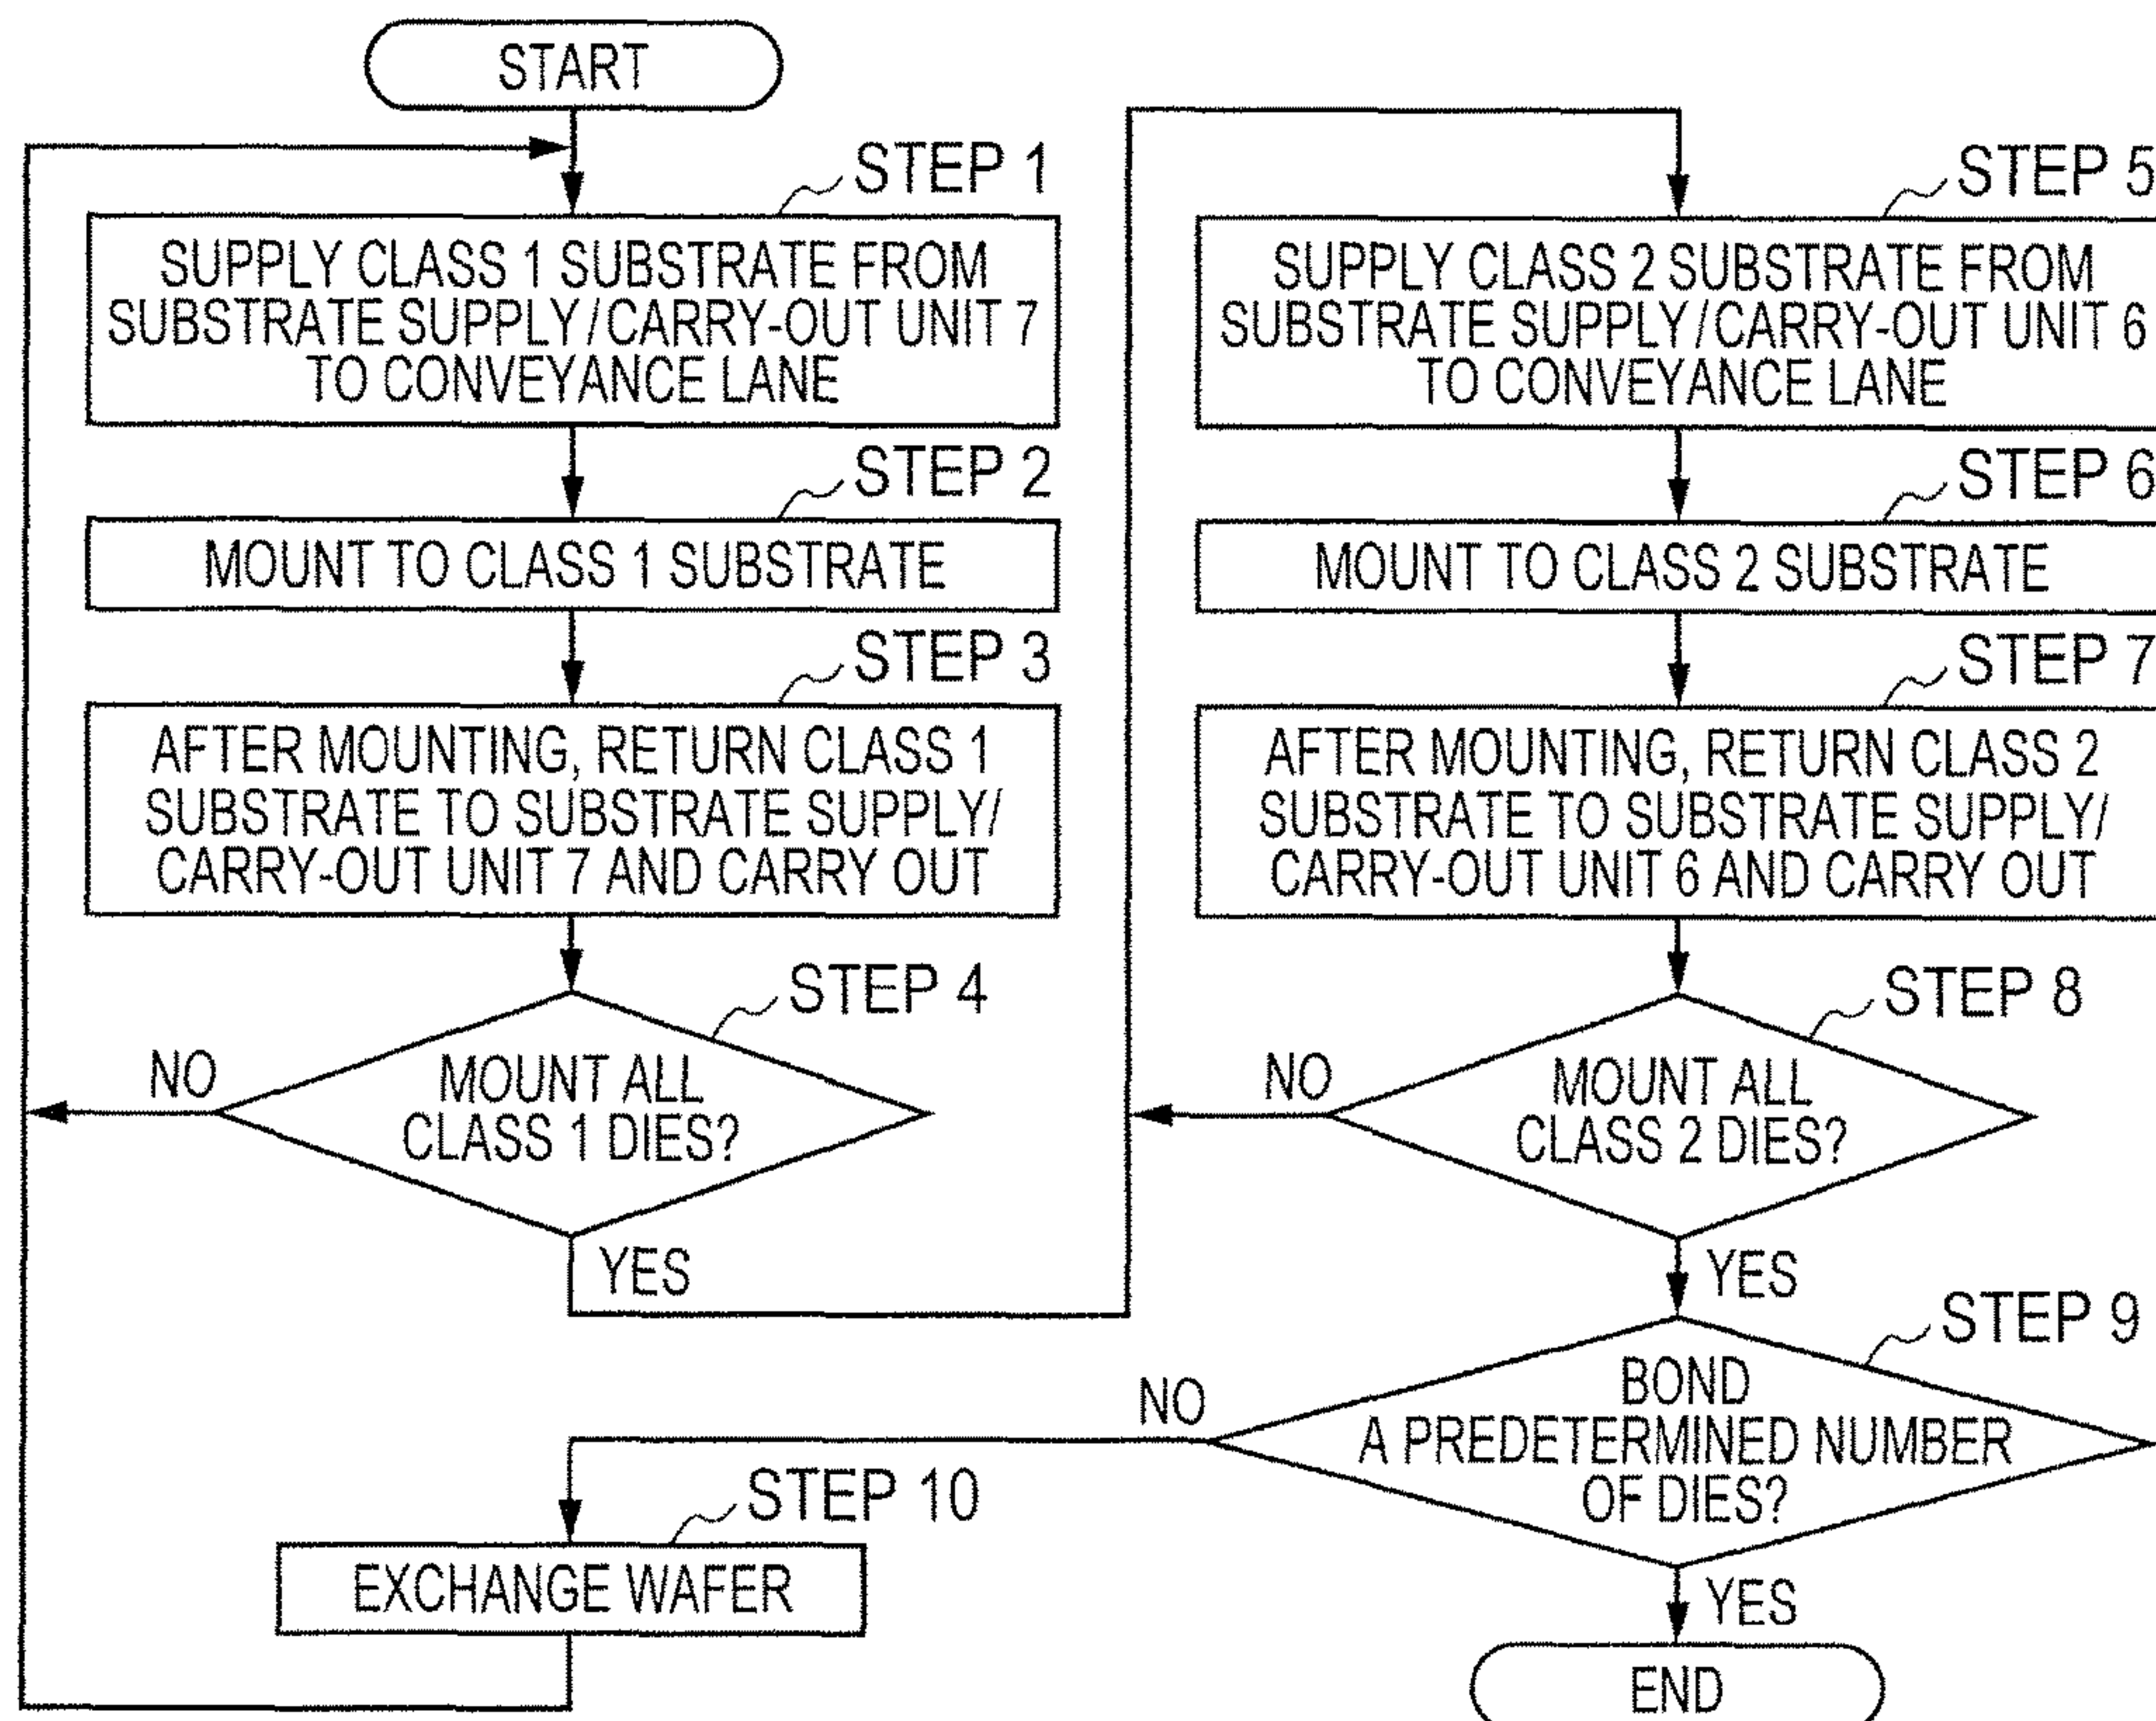 START
STEP 1
SUPPLY CLASS 1 SUBSTRATE FROM
SUBSTRATE SUPPLY/CARRY-OUT UNIT 7
TO CONVEYANCE LANE
STEP 2
MOUNT TO CLASS 1 SUBSTRATE
STEP 3
AFTER MOUNTING, RETURN CLASS 1
SUBSTRATE TO SUBSTRATE SUPPLY/
CARRY-OUT UNIT 7 AND CARRY OUT
STEP 4
NO
MOUNT ALL
CLASS 1 DIES?
YES
STEP 5
SUPPLY CLASS 2 SUBSTRATE FROM
SUBSTRATE SUPPLY/CARRY-OUT UNIT 6
TO CONVEYANCE LANE
STEP 6
MOUNT TO CLASS 2 SUBSTRATE
STEP 7
AFTER MOUNTING, RETURN CLASS 2
SUBSTRATE TO SUBSTRATE SUPPLY/
CARRY-OUT UNIT 6 AND CARRY OUT
STEP 8
NO
MOUNT ALL
CLASS 2 DIES?
YES
STEP 9
NO
BOND
A PREDETERMINED NUMBER
OF DIES?
YES
STEP 10
EXCHANGE WAFER
END